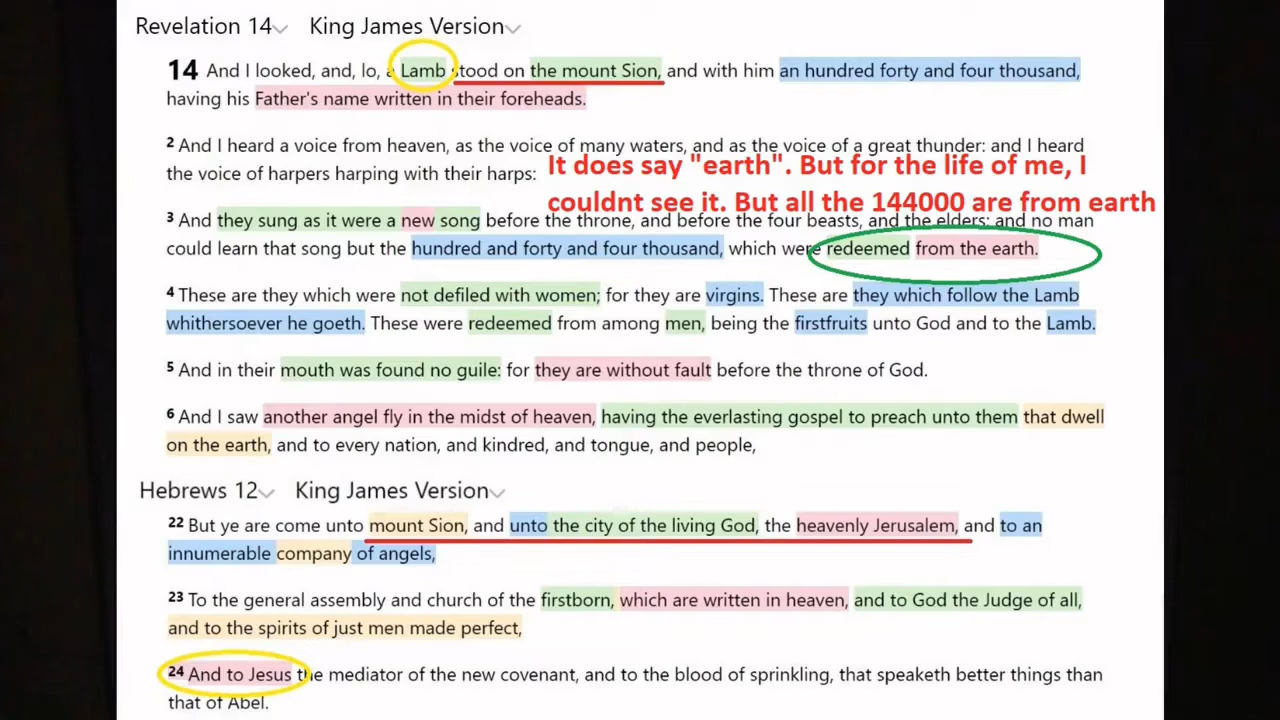 Revelation 14 King James Version
14 And I looked, and, lo, a Lamb stood on the mount Sion, and with him an hundred forty and four thousand,
having his Father's name written in their foreheads.
2 And I heard a voice from heaven, as the voice of many waters, and as the voice of a great thunder: and I heard
the voice of harpers harping with their harps:
It does say "earth". But for the life of me, I
couldnt see it. But all the 144000 are from earth
3 And they sung as it were a new song before the throne, and before the four beasts, and the elders: and no man
could learn that song but the hundred and forty and four thousand, which were redeemed from the earth.
4 These are they which were not defiled with women; for they are virgins. These are they which follow the Lamb
whithersoever he goeth. These were redeemed from among men, being the firstfruits unto God and to the Lamb.
5 And in their mouth was found no guile: for they are without fault before the throne of God.
6 And I saw another angel fly in the midst of heaven, having the everlasting gospel to preach unto them that dwell
on the earth, and to every nation, and kindred, and tongue, and people,
Hebrews 12 King James Version
22 But ye are come unto mount Sion, and unto the city of the living God, the heavenly Jerusalem, and to an
innumerable company of angels,
23 To the general assembly and church of the firstborn, which are written in heaven, and to God the Judge of all,
and to the spirits of just men made perfect,
24 And to Jesus the mediator of the new covenant, and to the blood of sprinkling, that speaketh better things than
that of Abel.